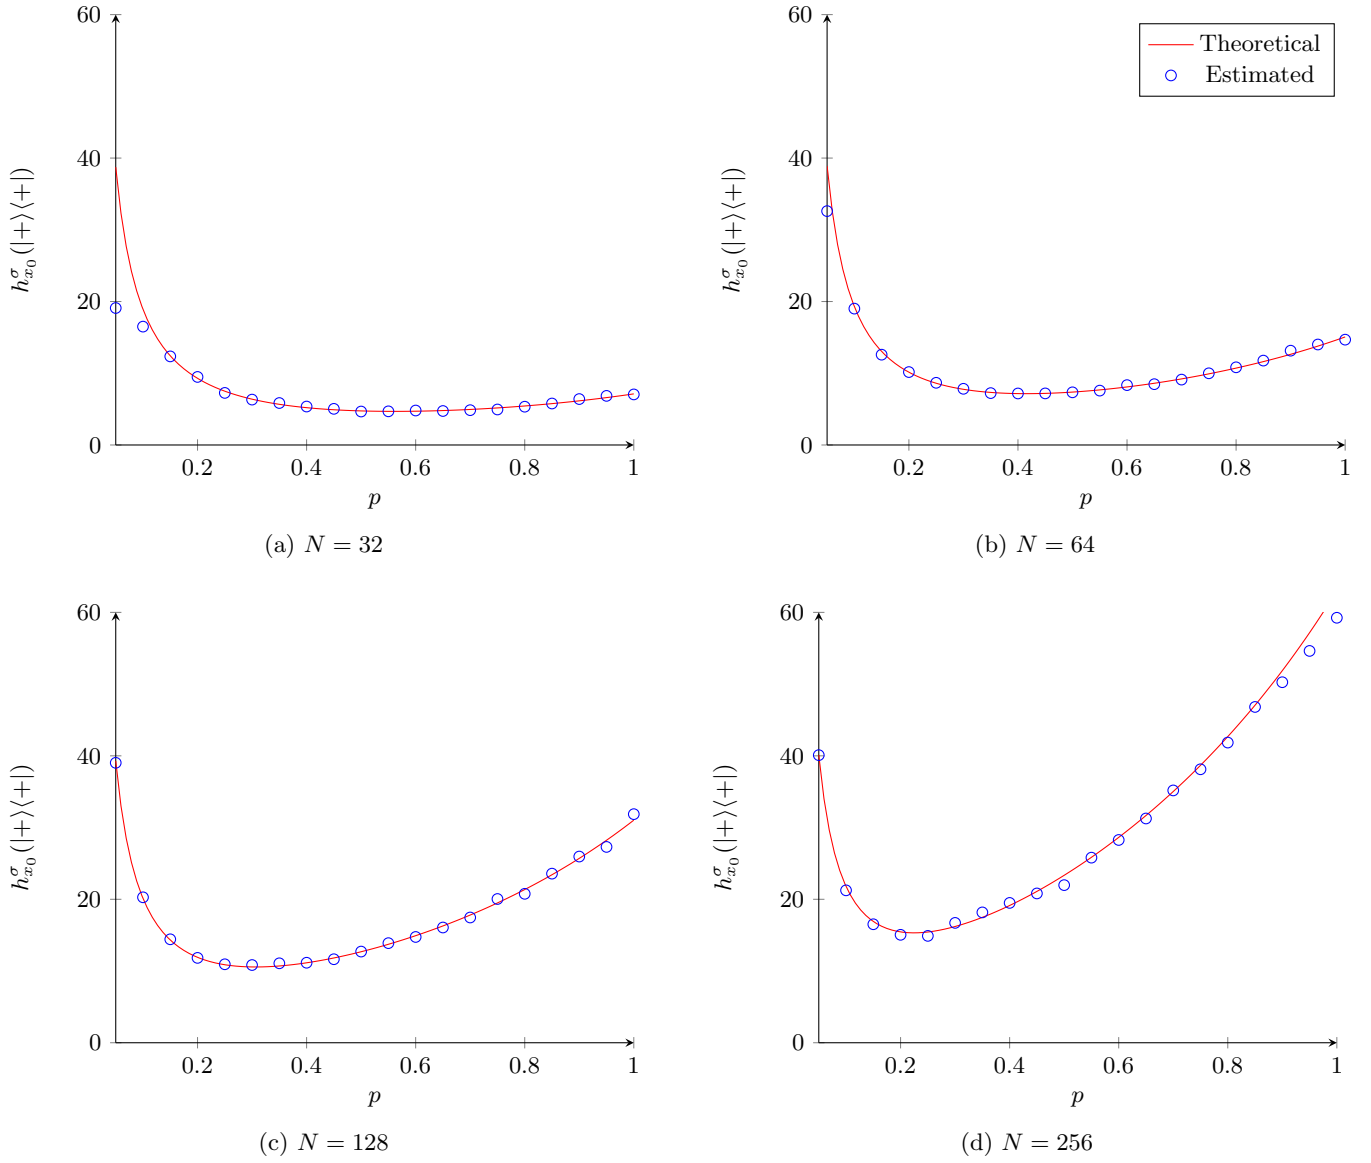 60
40
20
0
0.2 0.4 0.6 0.8 1
p
h^σ_{x_0}(|+⟩⟨+|)
(a) N = 32
60
40
20
0
0.2 0.4 0.6 0.8 1
p
h^σ_{x_0}(|+⟩⟨+|)
Theoretical
Estimated
(b) N = 64
60
40
20
0
0.2 0.4 0.6 0.8 1
p
h^σ_{x_0}(|+⟩⟨+|)
(c) N = 128
60
40
20
0
0.2 0.4 0.6 0.8 1
p
h^σ_{x_0}(|+⟩⟨+|)
(d) N = 256